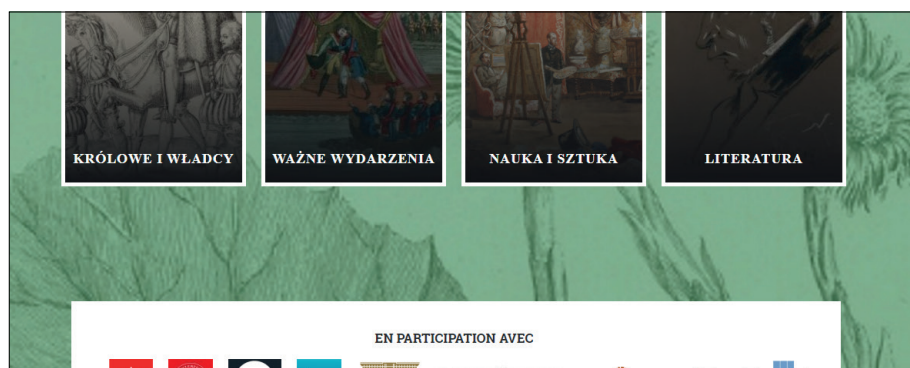 KRÓLOWE I WŁADCY
WAŻNE WYDARZENIA
NAUKA I SZTUKA
LITERATURA
EN PARTICIPATION AVEC